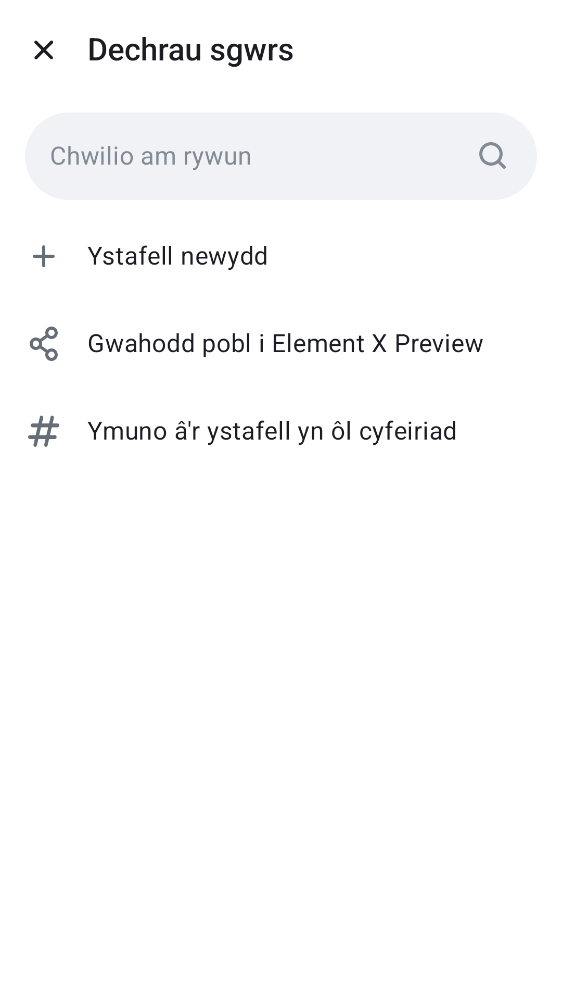 Dechrau sgwrs
Chwilio am rywun
Ystafell newydd
Gwahodd pobl i Element X Preview
Ymuno â'r ystafell yn ôl cyfeiriad